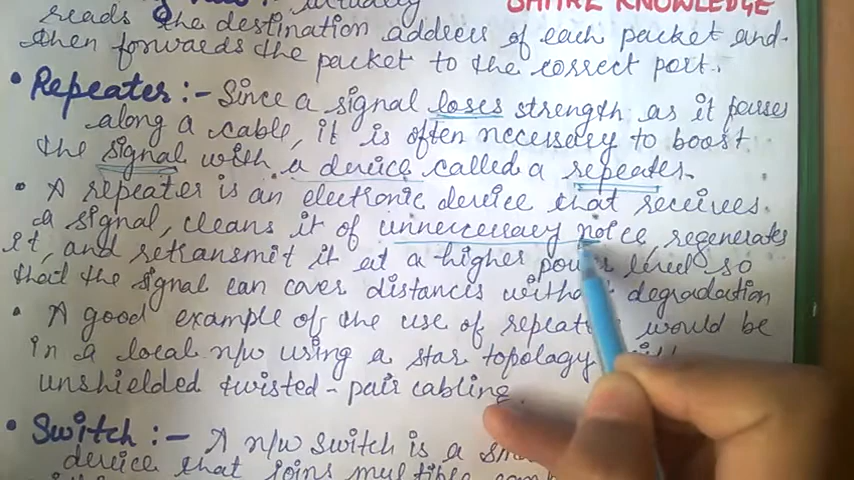 SHARE KNOWLEDGE
reads the destination address of each packet and
then forwards the packet to the correct port.
• Repeater :- Since a signal loses strength as it passes
along a cable, it is often necessary to boost
the signal with a device called a repeater.
• A repeater is an electronic device that receives
a signal, cleans it of unneccessary noice, regenerates
it, and retransmit it at a higher power level so
that the signal can cover distances without degradation
• A good example of the use of repeaters would be
in a local n/w using a star topology with
unshielded twisted-pair cabling.
• Switch :- A n/w switch is a
device that joins multiple